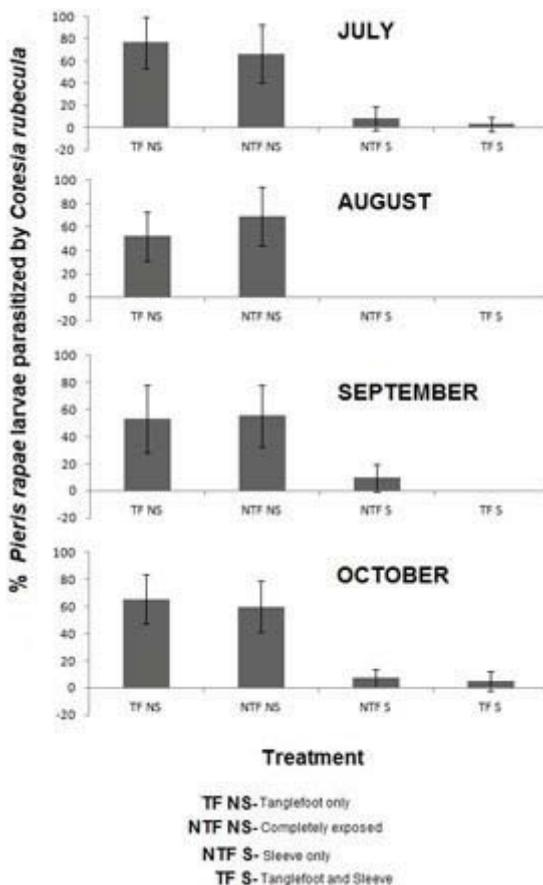 % Pieris rapae larvae parasitized by Cotesia rubecula
JULY
100
80
60
40
20
0
-20
TF NS
NTF NS
NTF S
TF S
AUGUST
100
80
60
40
20
0
-20
TF NS
NTF NS
NTF S
TF S
SEPTEMBER
100
80
60
40
20
0
-20
TF NS
NTF NS
NTF S
TF S
OCTOBER
100
80
60
40
20
0
-20
TF NS
NTF NS
NTF S
TF S
Treatment
TF NS- Tanglefoot only
NTF NS- Completely exposed
NTF S- Sleeve only
TF S- Tanglefoot and Sleeve